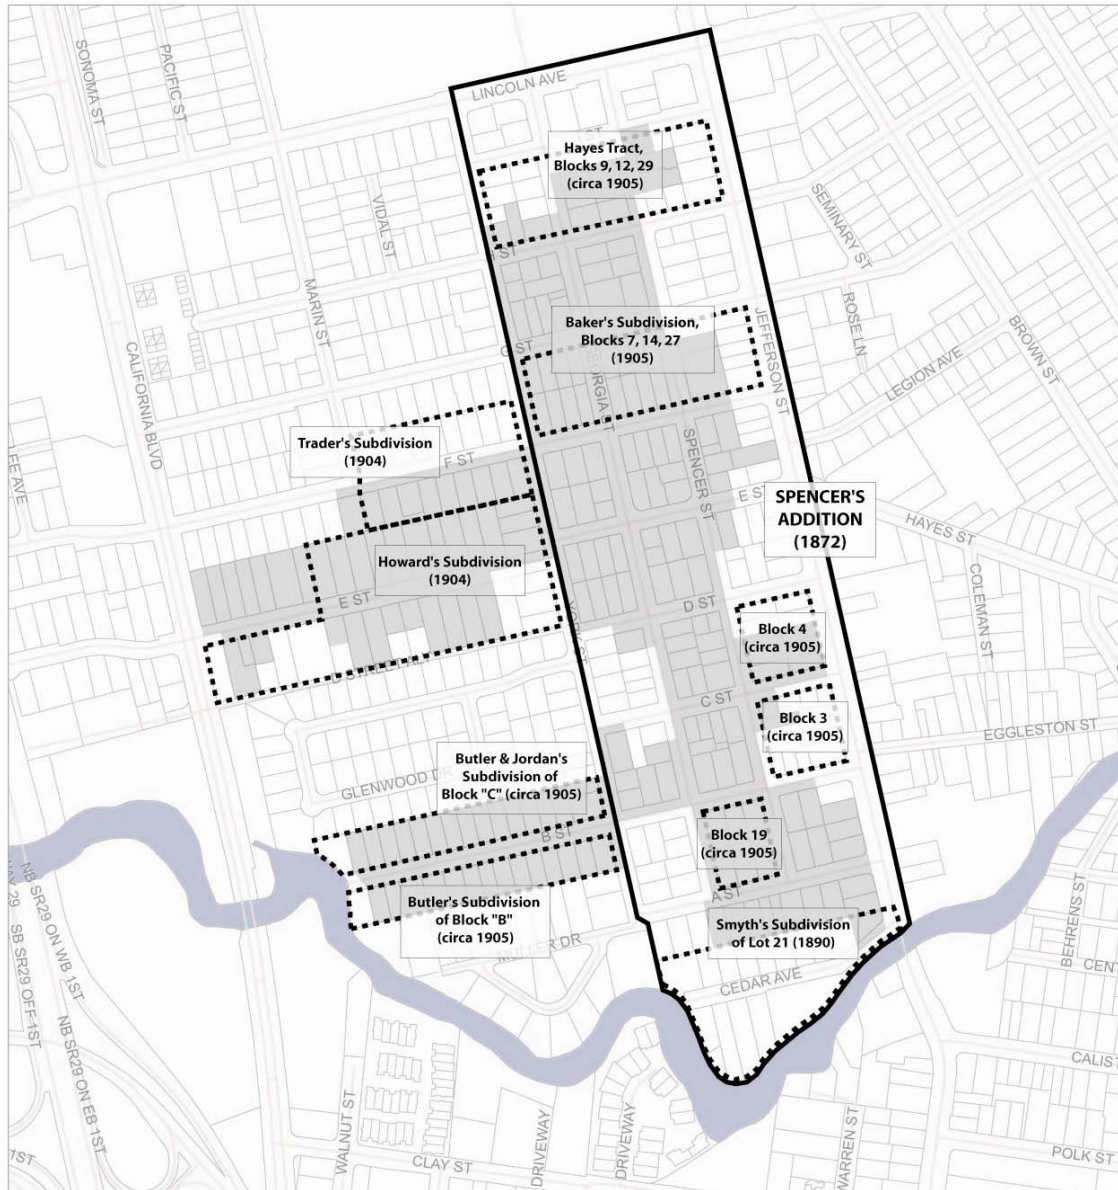 SONOMA ST
PACIFIC ST
LINCOLN AVE
Hayes Tract,
Blocks 9, 12, 29
(circa 1905)
VIDAL ST
SEMINARY ST
MARIN ST
CALIFORNIA BLVD
Baker's Subdivision,
Blocks 7, 14, 27
(1905)
JEFFERSON ST
ROSE LN
BROWN ST
LEGION AVE
Trader's Subdivision
(1904)
F ST
SPENCER ST
E ST
SPENCER'S
ADDITION
(1872)
HAYES ST
Howard's Subdivision
(1904)
E ST
COLEMAN ST
D ST
YORK ST
Block 4
(circa 1905)
C ST
Block 3
(circa 1905)
EGGLESTON ST
Butler & Jordan's
Subdivision of
Block "C" (circa 1905)
GLENWOOD DR
B ST
Block 19
(circa 1905)
A ST
Butler's Subdivision
of Block "B"
(circa 1905)
Smyth's Subdivision
of Lot 21 (1890)
MULLER DR
CEDAR AVE
BEHRENS ST
CENT
NB SR29 ON WB 1ST
SB SR29 OFF 1ST
NB SR29 ON EB 1ST
CALIST
WALNUT ST
DRIVEWAY
DRIVEWAY
WARREN ST
CLAY ST
POLK ST
1ST